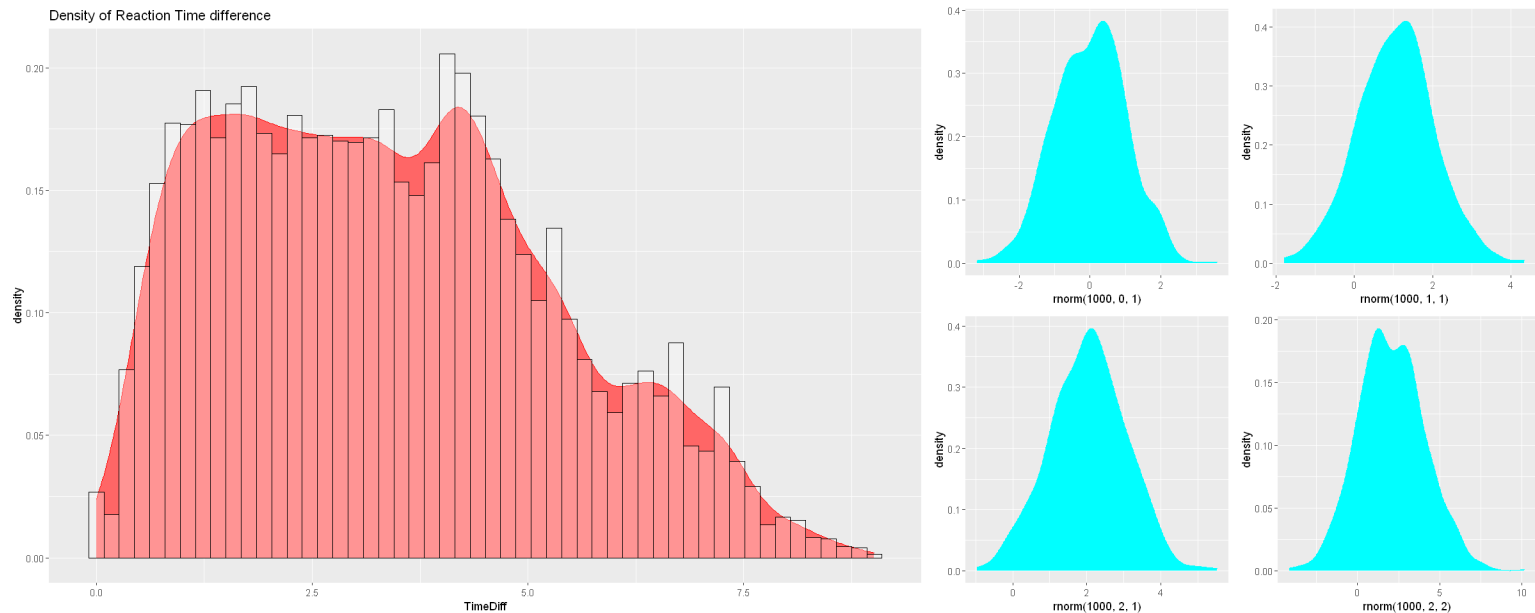 Density of Reaction Time difference
density
0.20
0.15
0.10
0.05
0.00
0.0 2.5 5.0 7.5
TimeDiff
density
0.4
0.3
0.2
0.1
0.0
-2 0 2
rnorm(1000, 0, 1)
density
0.4
0.3
0.2
0.1
0.0
-2 0 2 4
rnorm(1000, 1, 1)
density
0.4
0.3
0.2
0.1
0.0
0 2 4
rnorm(1000, 2, 1)
density
0.20
0.15
0.10
0.05
0.00
0 5 10
rnorm(1000, 2, 2)